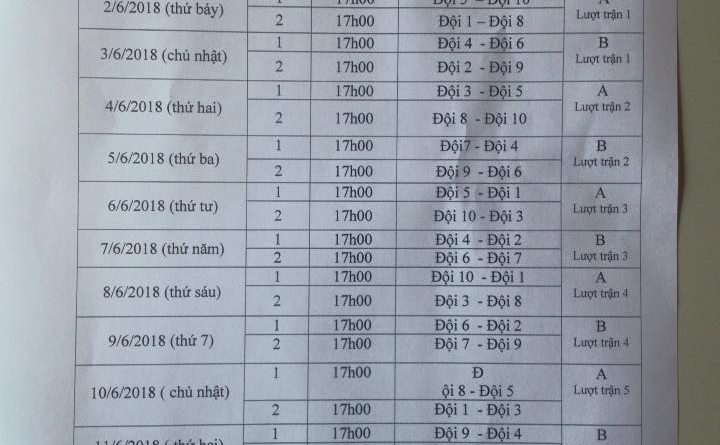 2/6/2018 (thứ bảy) 1 17h00 Đội 5 - Đội 10 A
Lượt trận 1
2 17h00 Đội 1 – Đội 8
3/6/2018 (chủ nhật) 1 17h00 Đội 4 - Đội 6 B
Lượt trận 1
2 17h00 Đội 2 - Đội 9
4/6/2018 (thứ hai) 1 17h00 Đội 3 - Đội 5 A
Lượt trận 2
2 17h00 Đội 8 - Đội 10
5/6/2018 (thứ ba) 1 17h00 Đội7 - Đội 4 B
Lượt trận 2
2 17h00 Đội 9 - Đội 6
6/6/2018 (thứ tư) 1 17h00 Đội 5 - Đội 1 A
Lượt trận 3
2 17h00 Đội 10 - Đội 3
7/6/2018 (thứ năm) 1 17h00 Đội 4 - Đội 2 B
Lượt trận 3
2 17h00 Đội 6 - Đội 7
8/6/2018 (thứ sáu) 1 17h00 Đội 10 - Đội 1 A
Lượt trận 4
2 17h00 Đội 3 - Đội 8
9/6/2018 (thứ 7) 1 17h00 Đội 6 - Đội 2 B
Lượt trận 4
2 17h00 Đội 7 - Đội 9
10/6/2018 ( chủ nhật) 1 17h00 Đ A
ội 8 - Đội 5 Lượt trận 5
2 17h00 Đội 1 - Đội 3
11/6/2018 (thứ hai) 1 17h00 Đội 9 - Đội 4 B